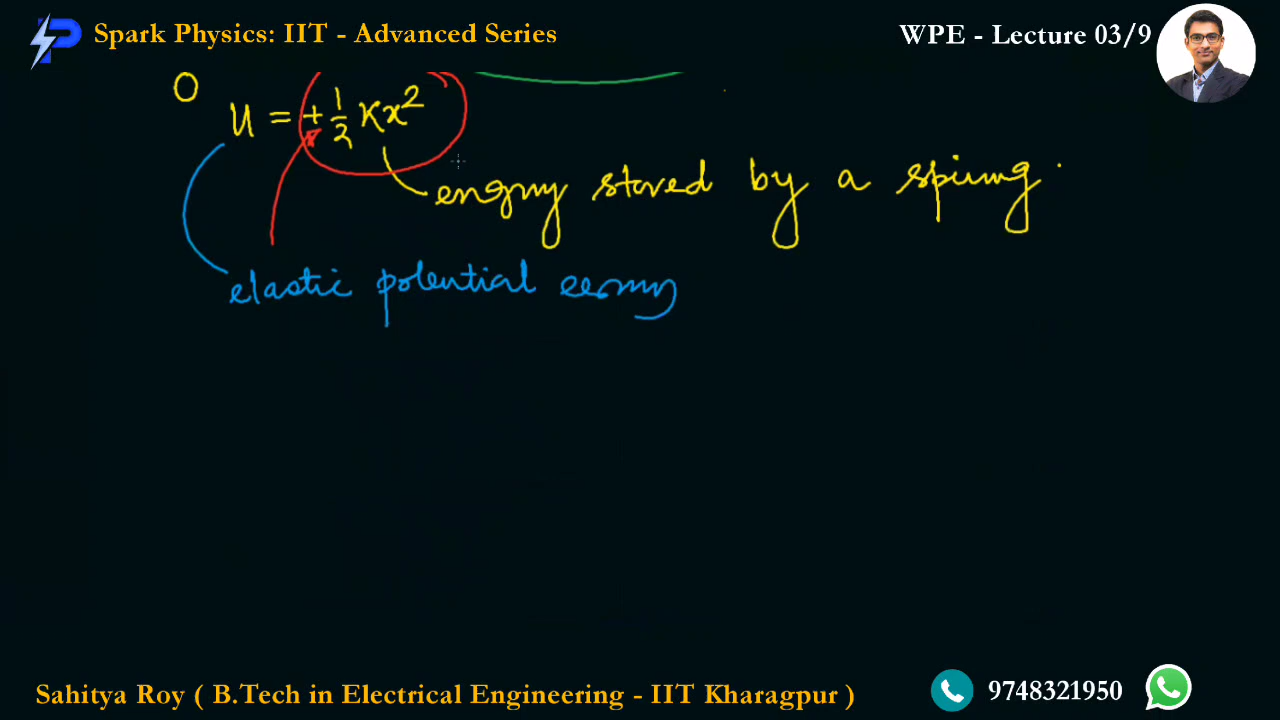 Spark Physics: IIT - Advanced Series
WPE - Lecture 03/9
U = + 1/2 Kx²
energy stored by a spring.
elastic potential
Sahitya Roy ( B.Tech in Electrical Engineering - IIT Kharagpur )
9748321950